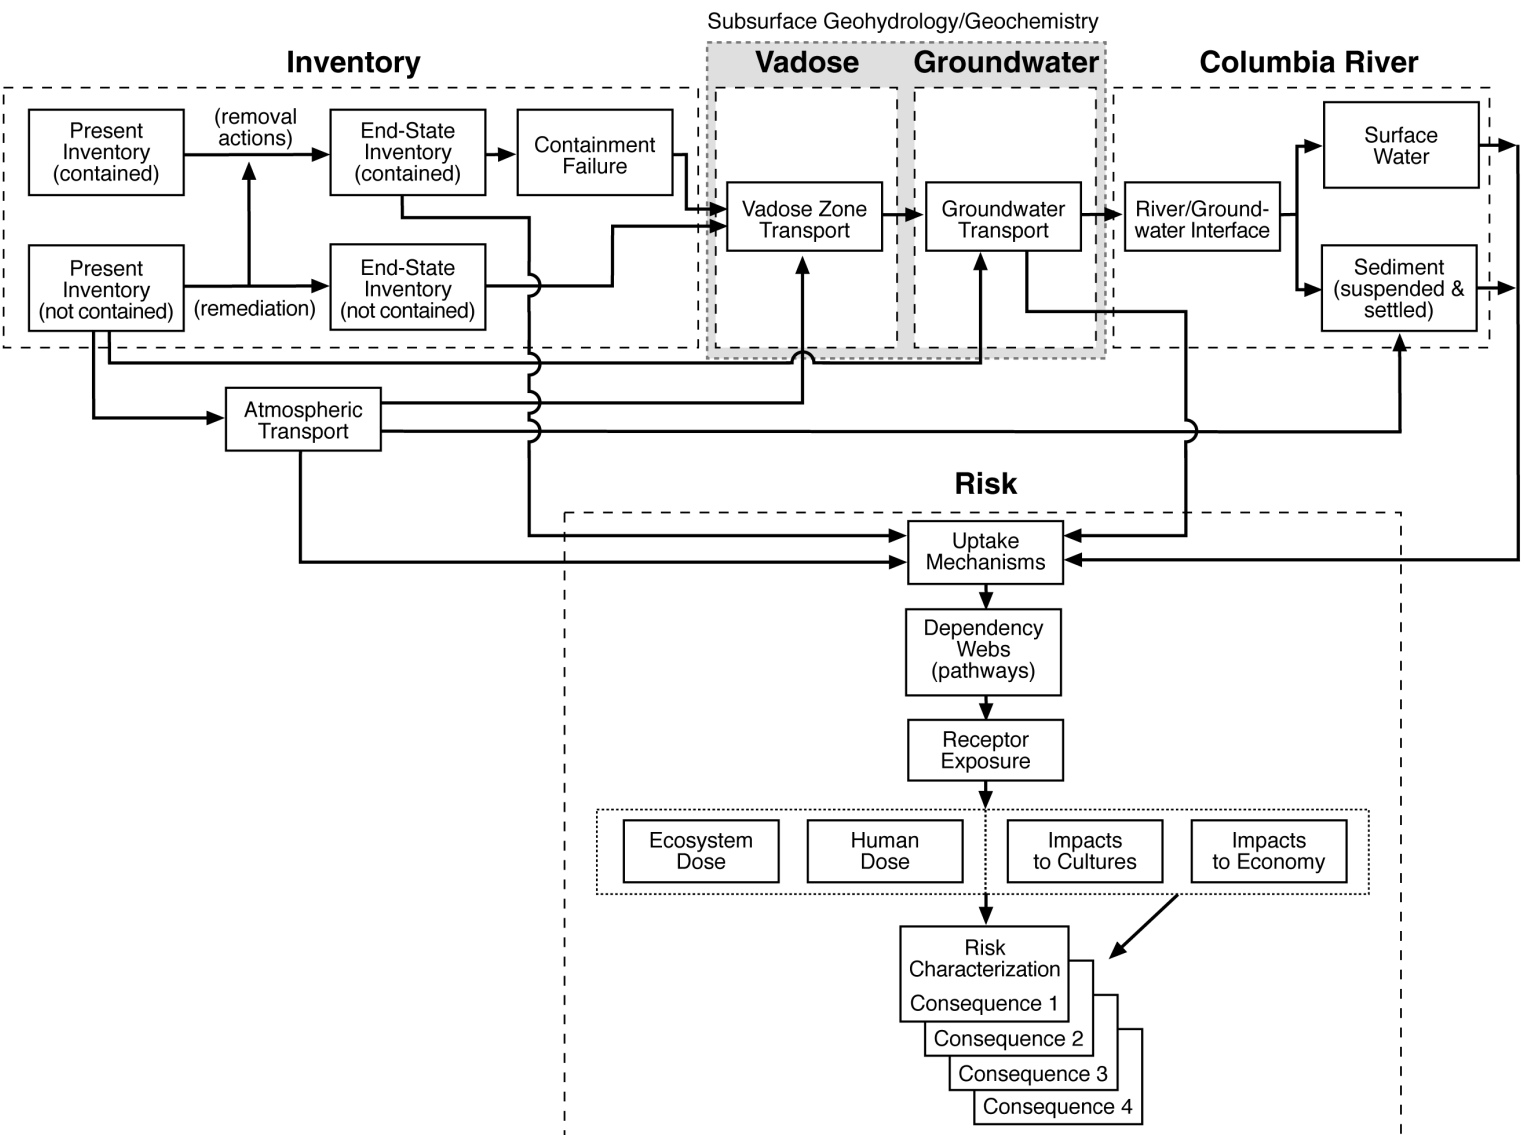 Subsurface Geohydrology/Geochemistry
Inventory
Vadose
Groundwater
Columbia River
Present
Inventory
(contained)
(removal
actions)
End-State
Inventory
(contained)
Containment
Failure
Present
Inventory
(not contained)
(remediation)
End-State
Inventory
(not contained)
Vadose Zone
Transport
Groundwater
Transport
River/Ground-
water Interface
Surface
Water
Sediment
(suspended &
settled)
Atmospheric
Transport
Risk
Uptake
Mechanisms
Dependency
Webs
(pathways)
Receptor
Exposure
Ecosystem
Dose
Human
Dose
Impacts
to Cultures
Impacts
to Economy
Risk
Characterization
Consequence 1
Consequence 2
Consequence 3
Consequence 4